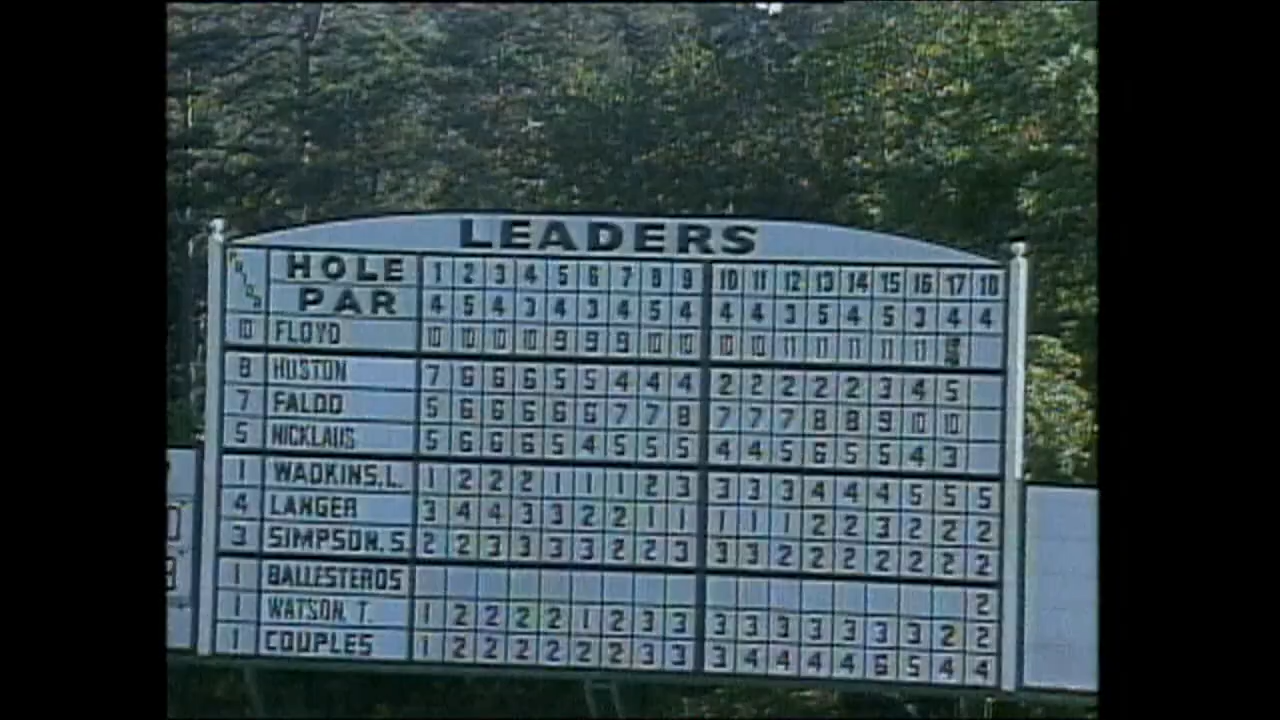 LEADERS
PRIOR HOLE 1 2 3 4 5 6 7 8 9 10 11 12 13 14 15 16 17 18
PAR 4 5 4 3 4 3 4 5 4 4 4 3 5 4 5 3 4 4
10 FLOYD 10 10 10 10 9 9 9 10 10 10 10 11 11 11 11 11
8 HUSTON 7 6 6 6 5 5 4 4 4 2 2 2 2 2 3 4 5
7 FALDO 5 6 6 6 6 6 7 7 8 7 7 7 8 8 9 10 10
5 NICKLAUS 5 6 6 6 5 4 5 5 5 4 4 5 6 5 5 4 3
1 WADKINS, L. 1 2 2 2 1 1 1 2 3 3 3 3 4 4 4 5 5 5
4 LANGER 3 4 4 3 3 2 2 1 1 1 1 1 2 2 3 2 2 2
3 SIMPSON, S. 2 2 3 3 3 3 2 2 3 3 3 2 2 2 2 2 2 2
1 BALLESTEROS 2
1 WATSON, T. 1 2 2 2 2 1 2 3 3 3 3 3 3 3 3 3 2 2
1 COUPLES 1 2 2 2 2 2 2 3 3 3 4 4 4 4 6 5 4 4